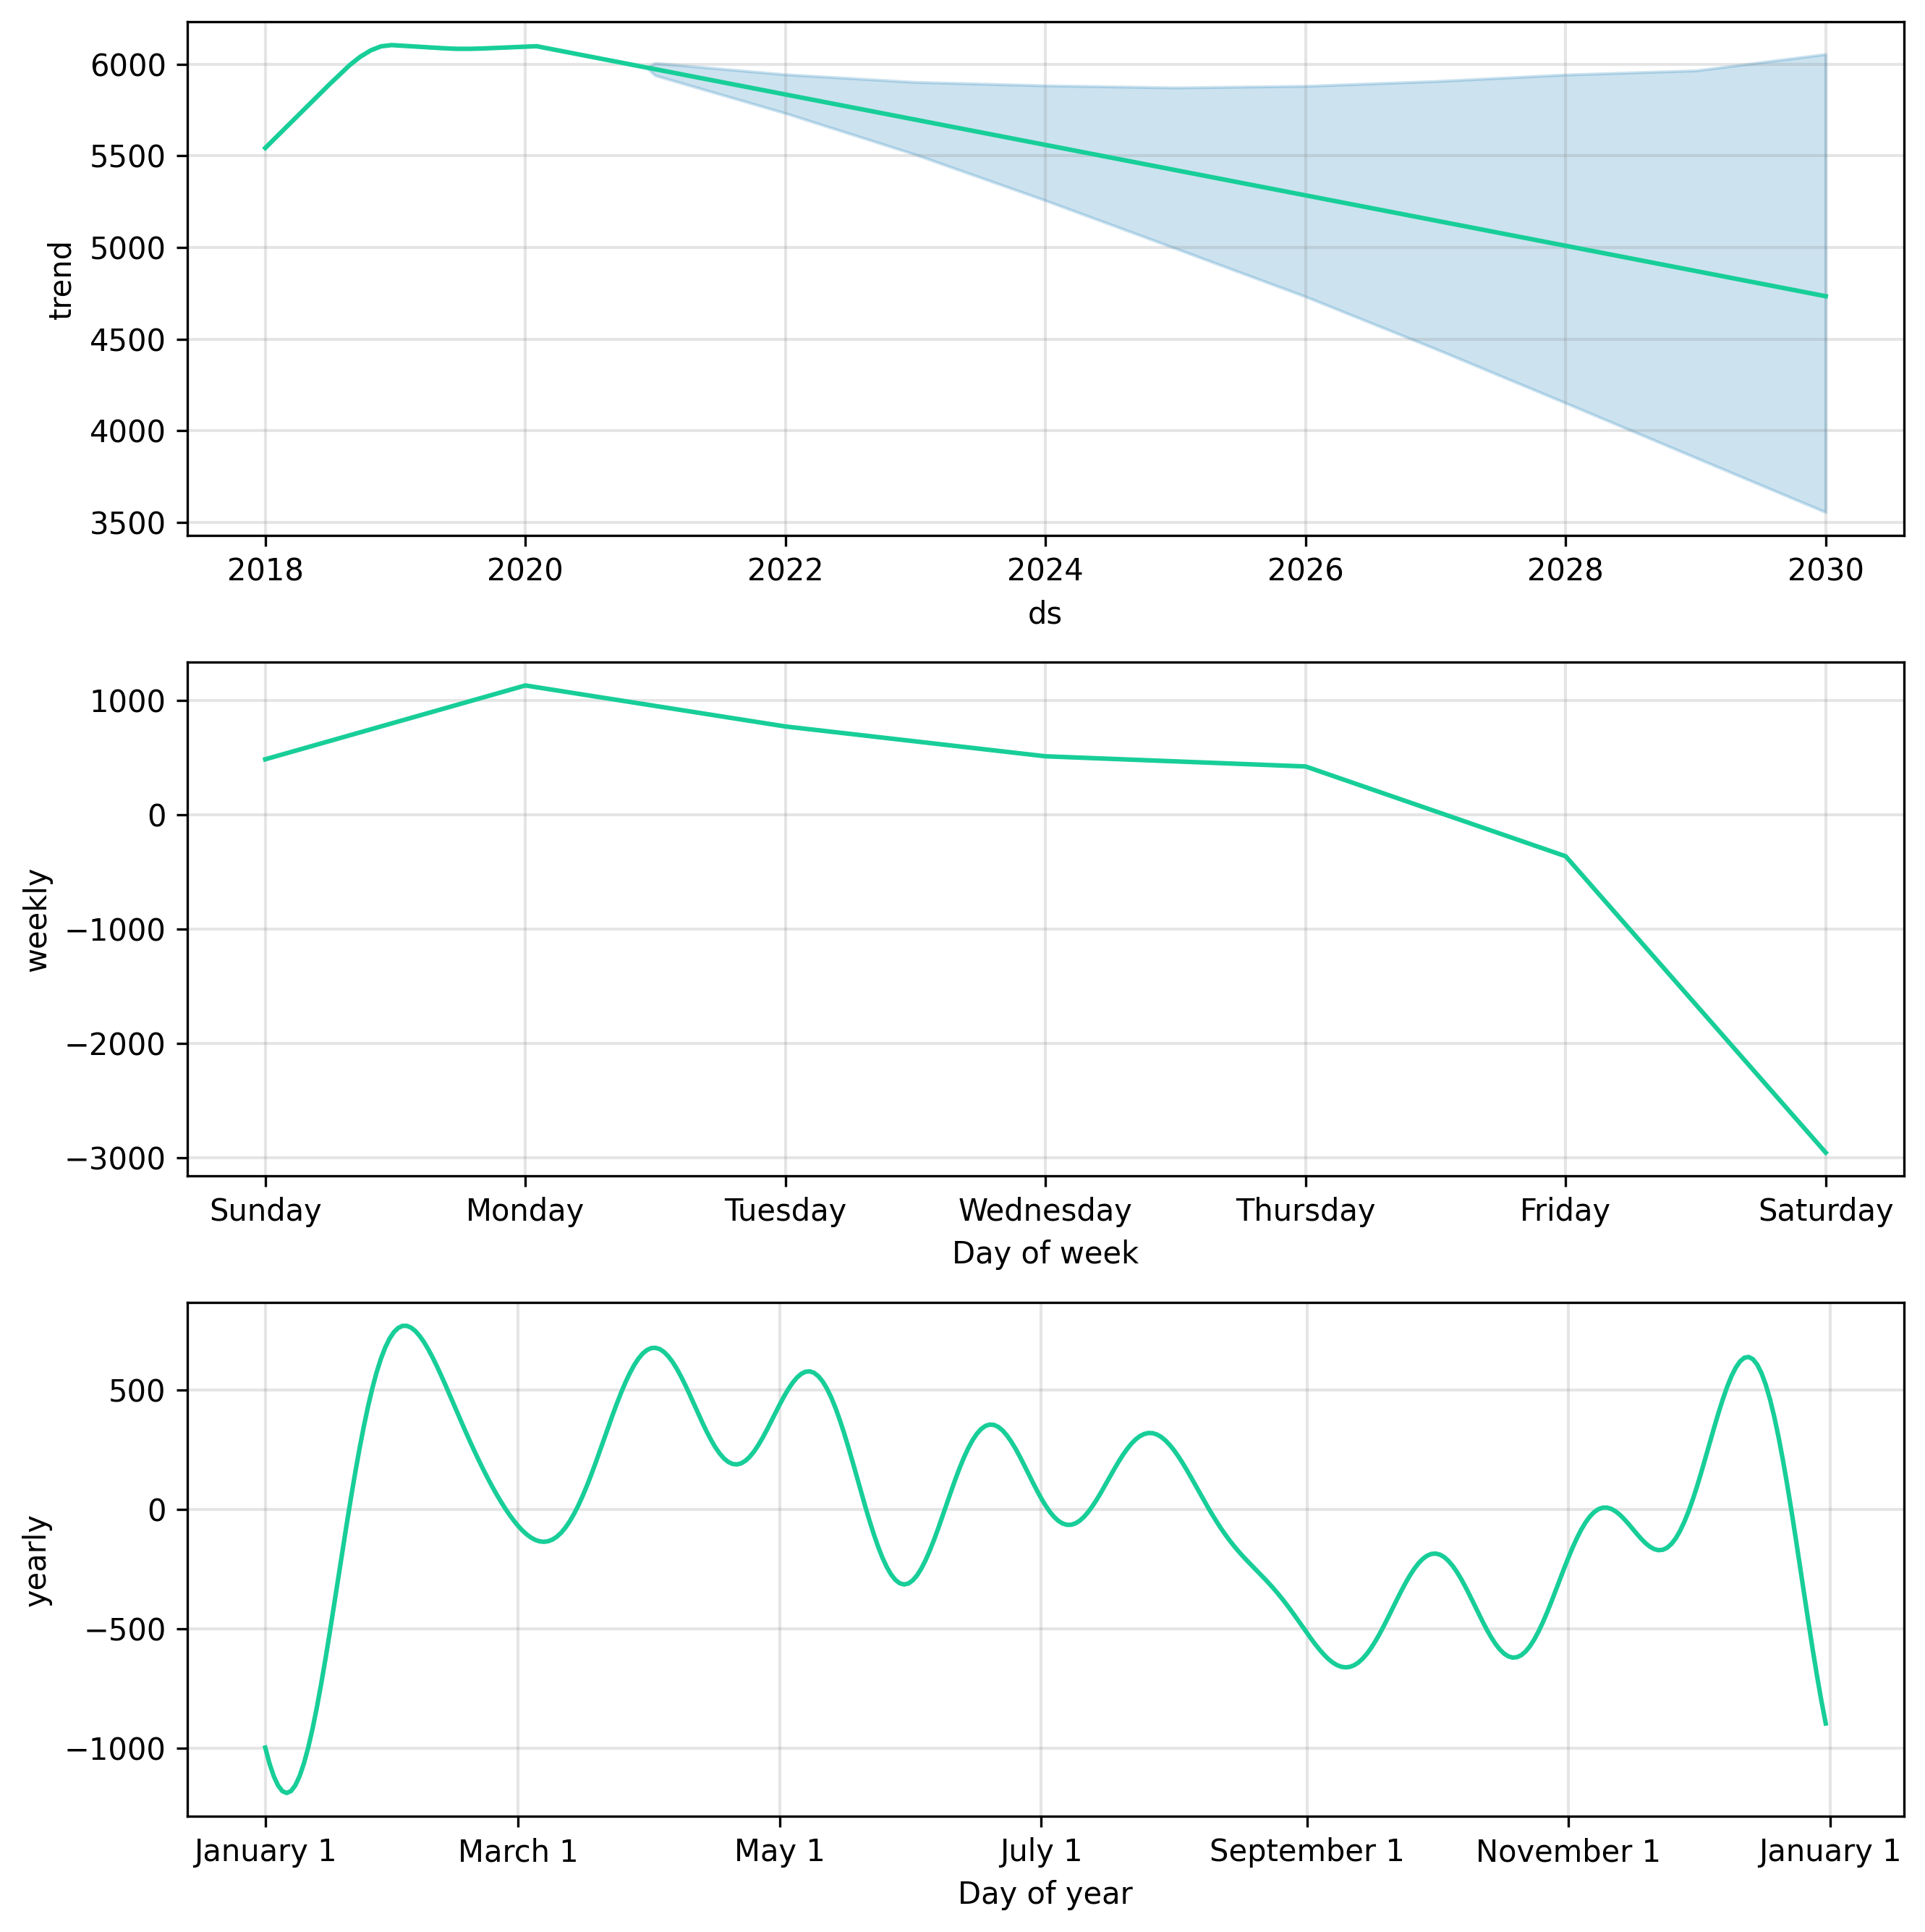 6000
5500
5000
4500
4000
3500
trend
2018 2020 2022 2024 2026 2028 2030
ds
1000
0
−1000
−2000
−3000
weekly
Sunday Monday Tuesday Wednesday Thursday Friday Saturday
Day of week
500
0
−500
−1000
yearly
January 1 March 1 May 1 July 1 September 1 November 1 January 1
Day of year